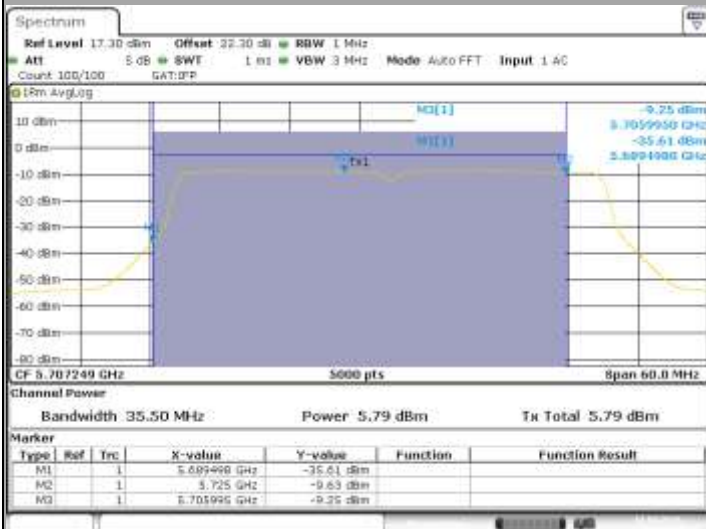 Spectrum
Ref Level 17.30 dBm Offset 22.30 dB RBW 1 MHz
Att 5 dB SWT 1 ms VBW 3 MHz Mode Auto FFT Input 1 AC
Count 100/100 GAT:IFP
1Rm AvgLog
M3[1] -9.25 dBm
5.7059950 GHz
M1[1] -35.61 dBm
5.6894980 GHz
10 dBm
0 dBm
Tx1
-10 dBm
-20 dBm
-30 dBm
-40 dBm
-50 dBm
-60 dBm
-70 dBm
-80 dBm
CF 5.707249 GHz 5000 pts Span 60.0 MHz
Channel Power
Bandwidth 35.50 MHz Power 5.79 dBm Tx Total 5.79 dBm
Marker
Type Ref Trc X-value Y-value Function Function Result
M1 1 5.689498 GHz -35.61 dBm
M2 1 5.725 GHz -9.63 dBm
M3 1 5.705995 GHz -9.25 dBm